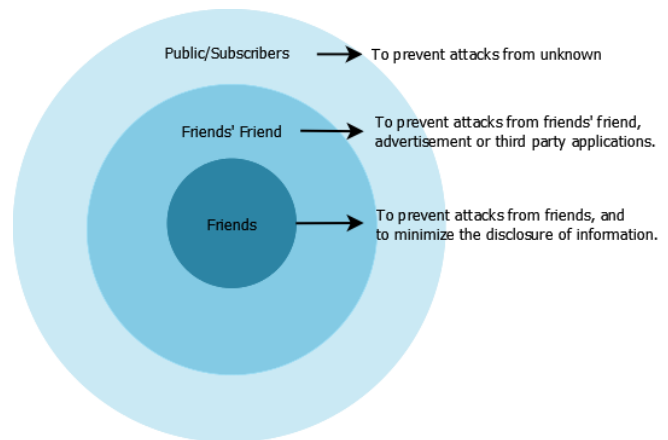 Public/Subscribers
To prevent attacks from unknown
Friends' Friend
To prevent attacks from friends' friend,
advertisement or third party applications.
Friends
To prevent attacks from friends, and
to minimize the disclosure of information.